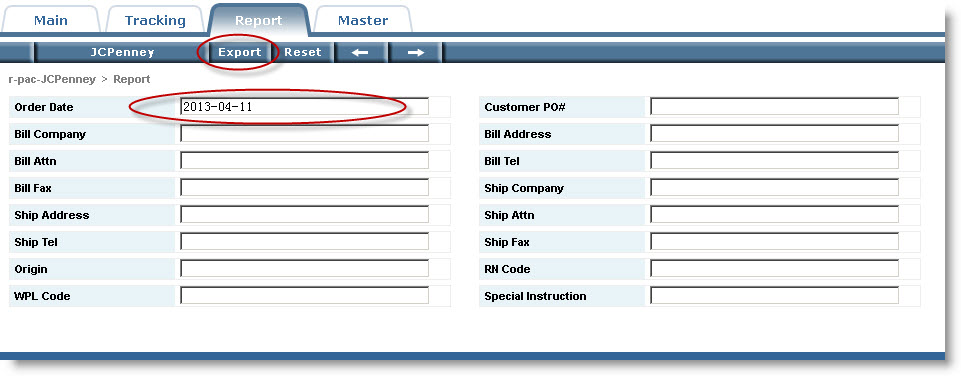 Main Tracking Report Master
JCPenney Export Reset
r-pac-JCPenney > Report
Order Date 2013-04-11 Customer PO#
Bill Company Bill Address
Bill Attn Bill Tel
Bill Fax Ship Company
Ship Address Ship Attn
Ship Tel Ship Fax
Origin RN Code
WPL Code Special Instruction